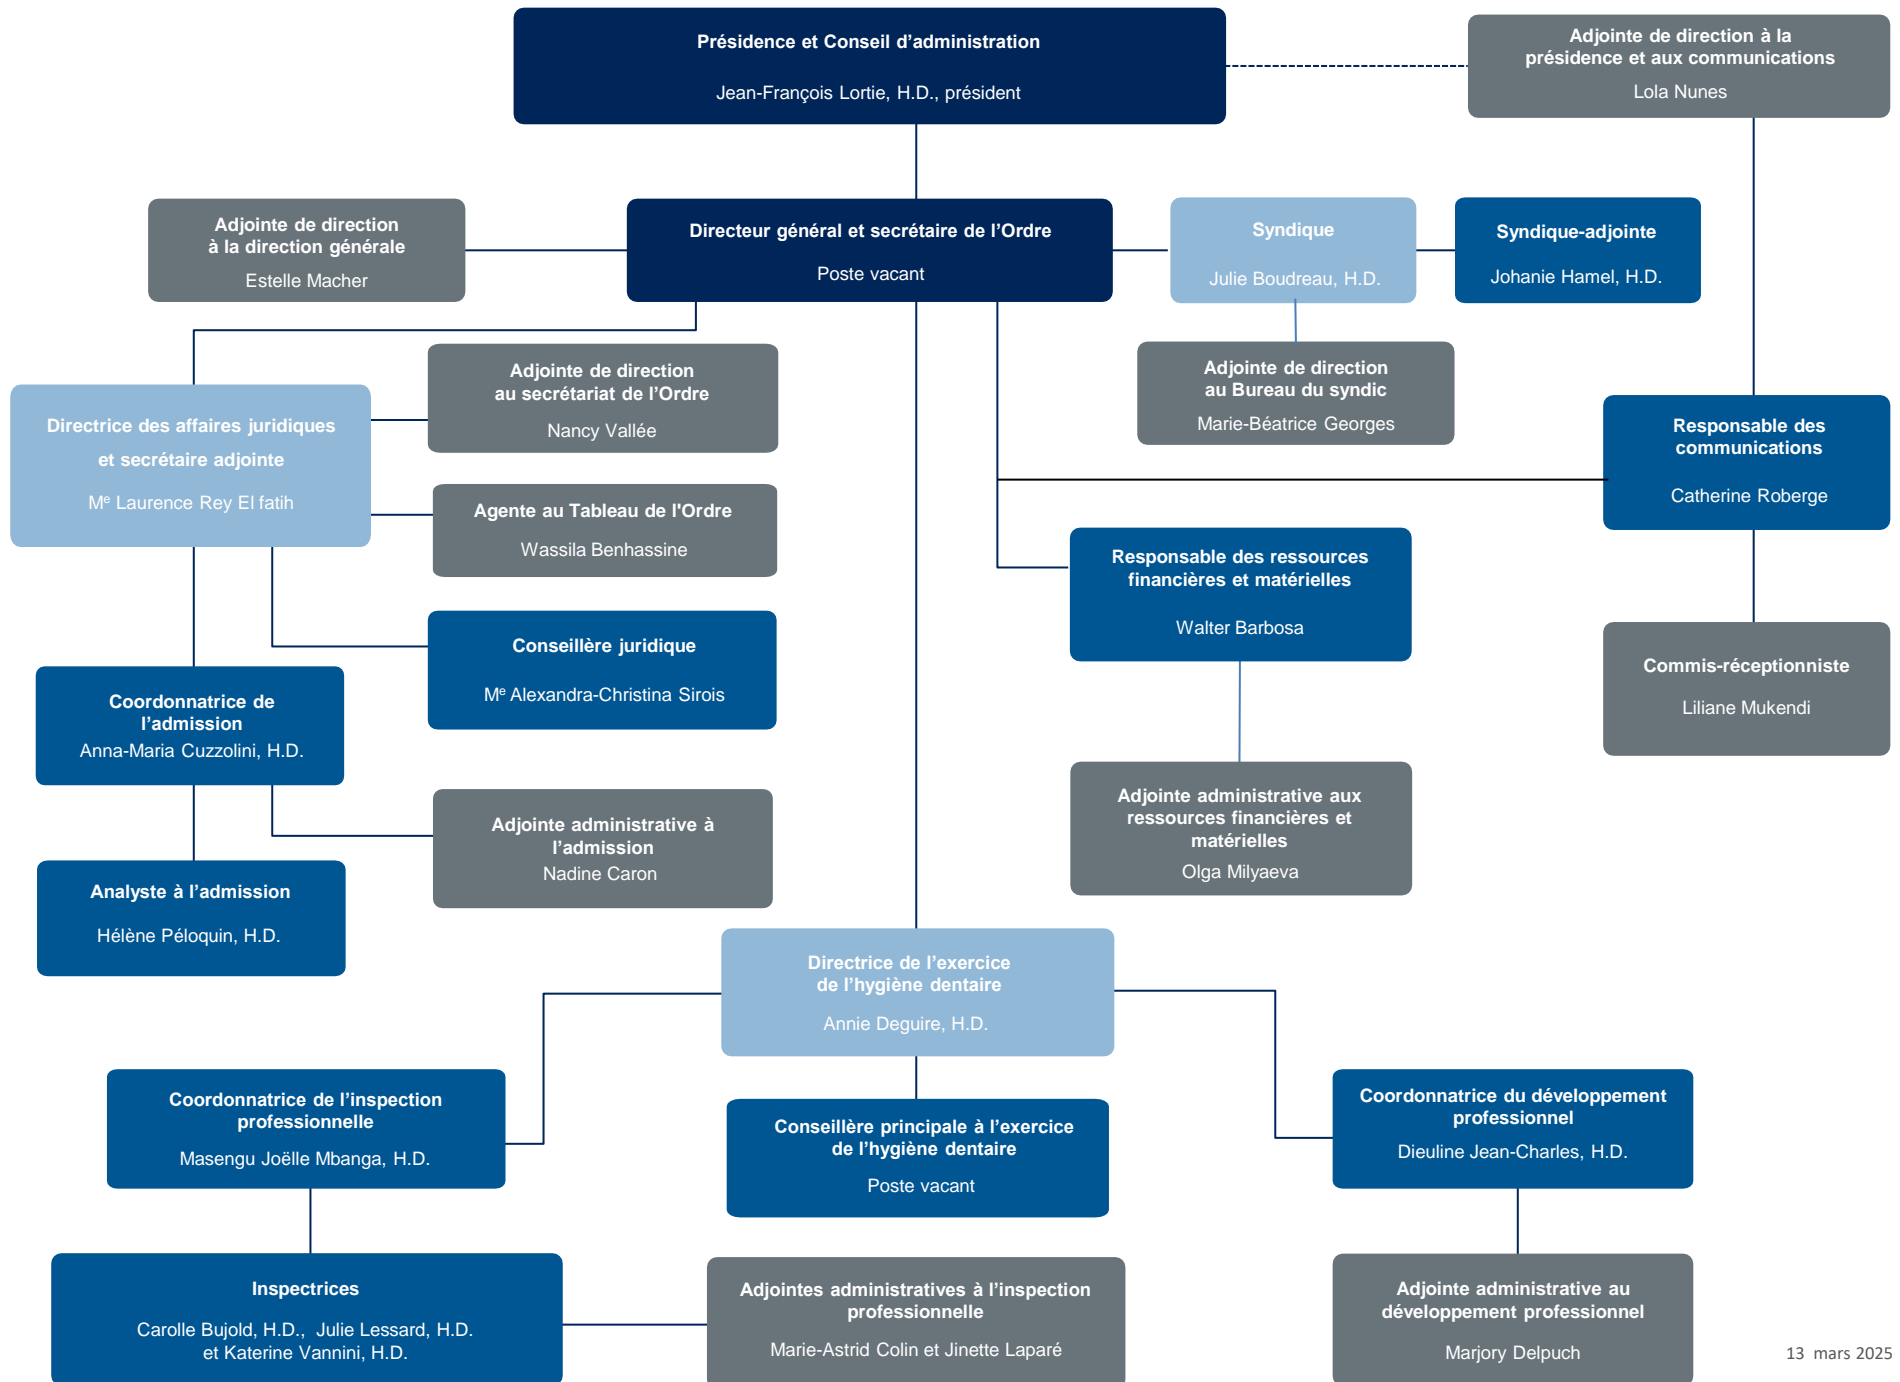 Présidence et Conseil d’administration
Jean-François Lortie, H.D., président
Adjointe de direction à la
présidence et aux communications
Lola Nunes
Adjointe de direction
à la direction générale
Estelle Macher
Directeur général et secrétaire de l’Ordre
Poste vacant
Syndique
Julie Boudreau, H.D.
Syndique-adjointe
Johanie Hamel, H.D.
Adjointe de direction
au secrétariat de l’Ordre
Nancy Vallée
Adjointe de direction
au Bureau du syndic
Marie-Béatrice Georges
Directrice des affaires juridiques
et secrétaire adjointe
Me Laurence Rey El fatih
Responsable des
communications
Catherine Roberge
Agente au Tableau de l'Ordre
Wassila Benhassine
Responsable des ressources
financières et matérielles
Walter Barbosa
Conseillère juridique
Me Alexandra-Christina Sirois
Commis-réceptionniste
Liliane Mukendi
Coordonnatrice de
l’admission
Anna-Maria Cuzzolini, H.D.
Adjointe administrative à
l’admission
Nadine Caron
Adjointe administrative aux
ressources financières et
matérielles
Olga Milyaeva
Analyste à l’admission
Hélène Péloquin, H.D.
Directrice de l’exercice
de l’hygiène dentaire
Annie Deguire, H.D.
Coordonnatrice de l’inspection
professionnelle
Masengu Joëlle Mbanga, H.D.
Conseillère principale à l’exercice
de l’hygiène dentaire
Poste vacant
Coordonnatrice du développement
professionnel
Dieuline Jean-Charles, H.D.
Inspectrices
Carolle Bujold, H.D., Julie Lessard, H.D.
et Katerine Vannini, H.D.
Adjointes administratives à l’inspection
professionnelle
Marie-Astrid Colin et Jinette Laparé
Adjointe administrative au
développement professionnel
Marjory Delpuch
13 mars 2025